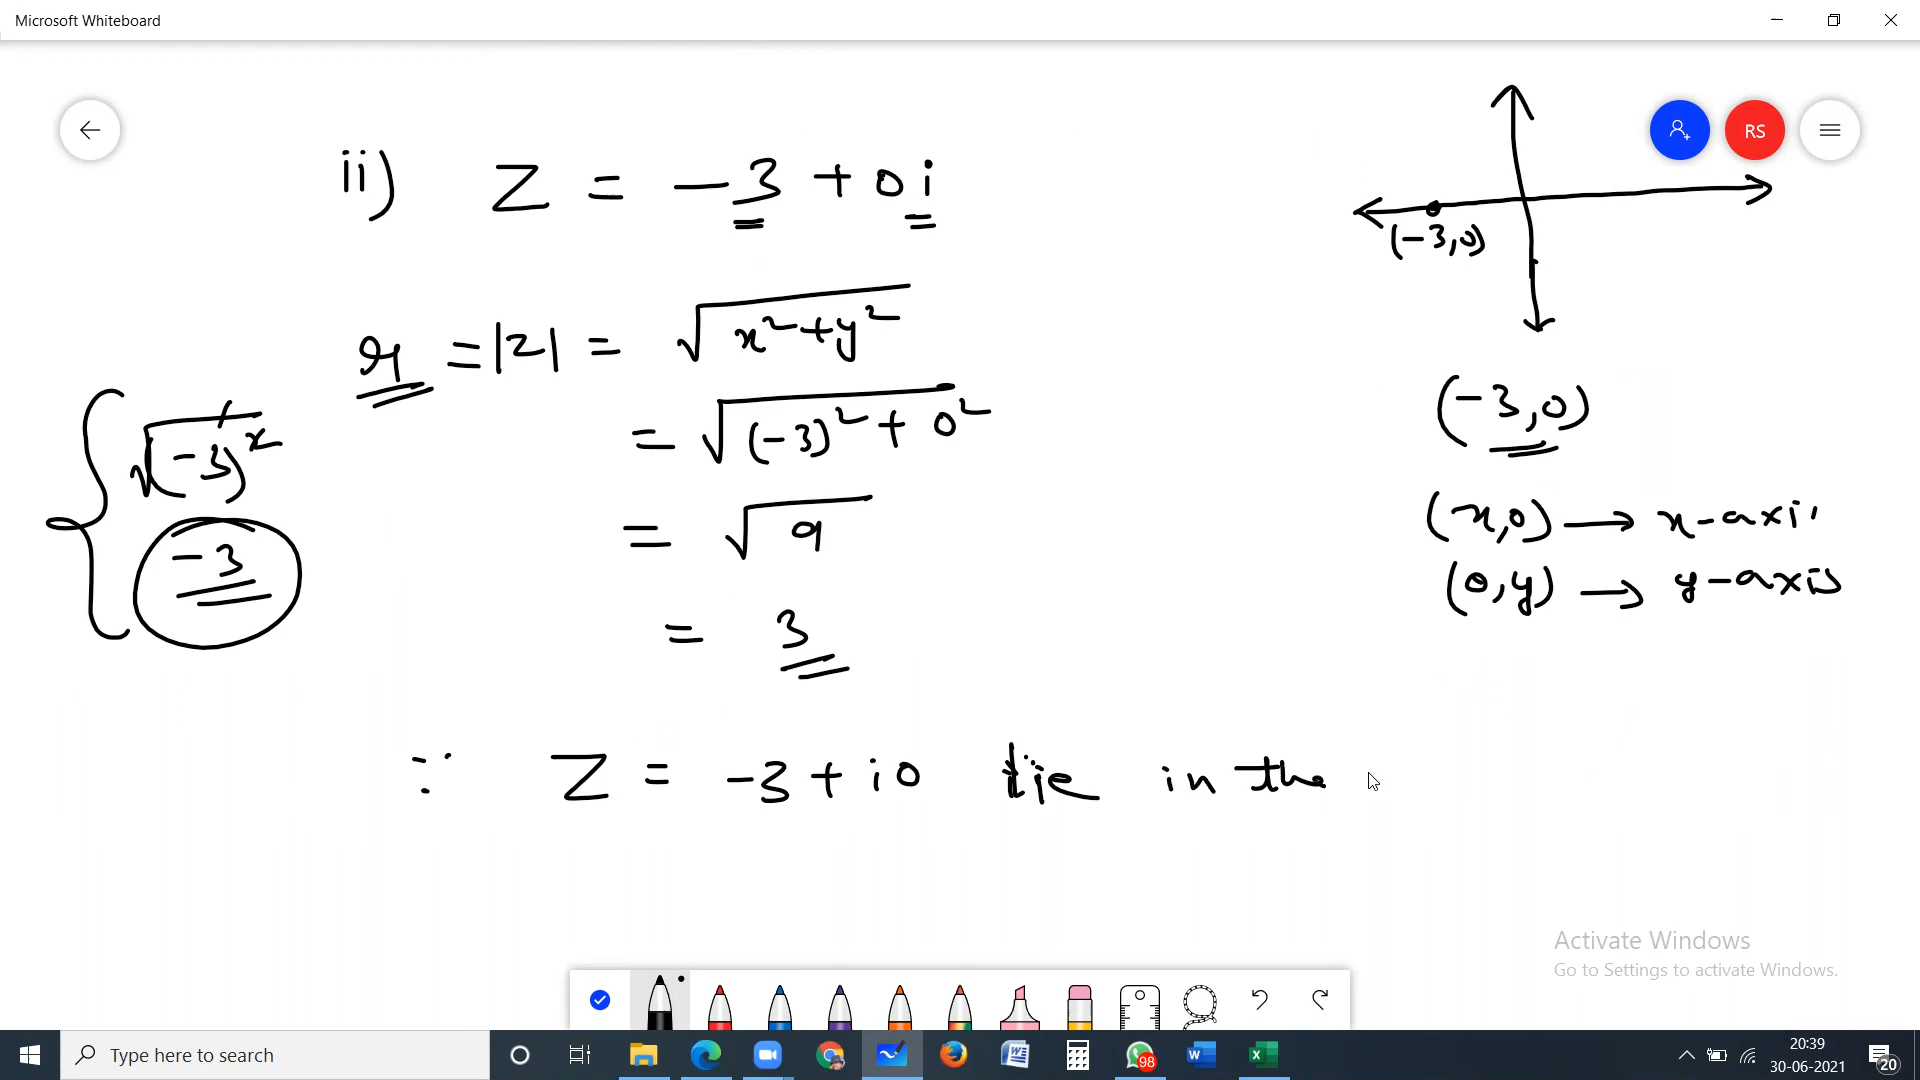 Microsoft Whiteboard
RS
ii) Z = -3 + 0i
(-3,0)
r = |z| = √x²+y²
= √(-3)² + 0²
= √9
= 3
√(-3)²
-3
(-3,0)
(x,0) → x-axi
(0,y) → y-axis
∵ Z = -3 + i0 lie in the
Activate Windows
Go to Settings to activate Windows.
Type here to search
98
20:39
30-06-2021
20